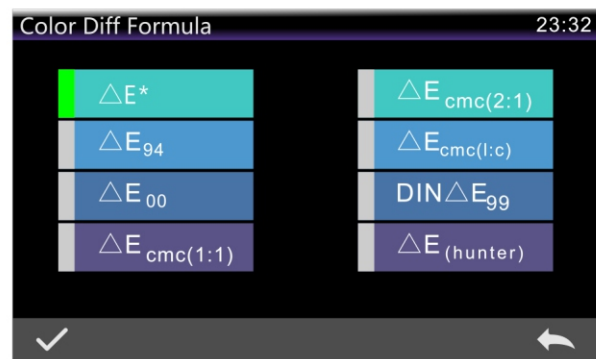 Color Diff Formula 23:32
△E*
△E94
△E00
△Ecmc(1:1)
△Ecmc(2:1)
△Ecmc(l:c)
DIN△E99
△E(hunter)